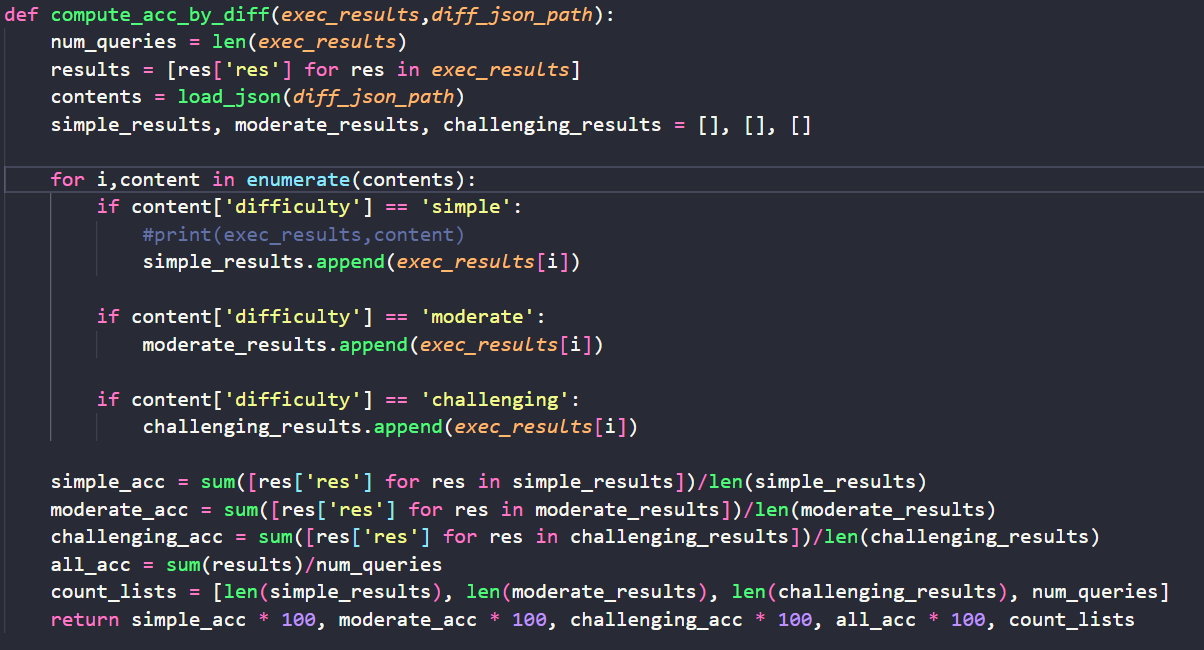 def compute_acc_by_diff(exec_results,diff_json_path):
    num_queries = len(exec_results)
    results = [res['res'] for res in exec_results]
    contents = load_json(diff_json_path)
    simple_results, moderate_results, challenging_results = [], [], []

    for i,content in enumerate(contents):
        if content['difficulty'] == 'simple':
            #print(exec_results,content)
            simple_results.append(exec_results[i])

        if content['difficulty'] == 'moderate':
            moderate_results.append(exec_results[i])

        if content['difficulty'] == 'challenging':
            challenging_results.append(exec_results[i])

    simple_acc = sum([res['res'] for res in simple_results])/len(simple_results)
    moderate_acc = sum([res['res'] for res in moderate_results])/len(moderate_results)
    challenging_acc = sum([res['res'] for res in challenging_results])/len(challenging_results)
    all_acc = sum(results)/num_queries
    count_lists = [len(simple_results), len(moderate_results), len(challenging_results), num_queries]
    return simple_acc * 100, moderate_acc * 100, challenging_acc * 100, all_acc * 100, count_lists